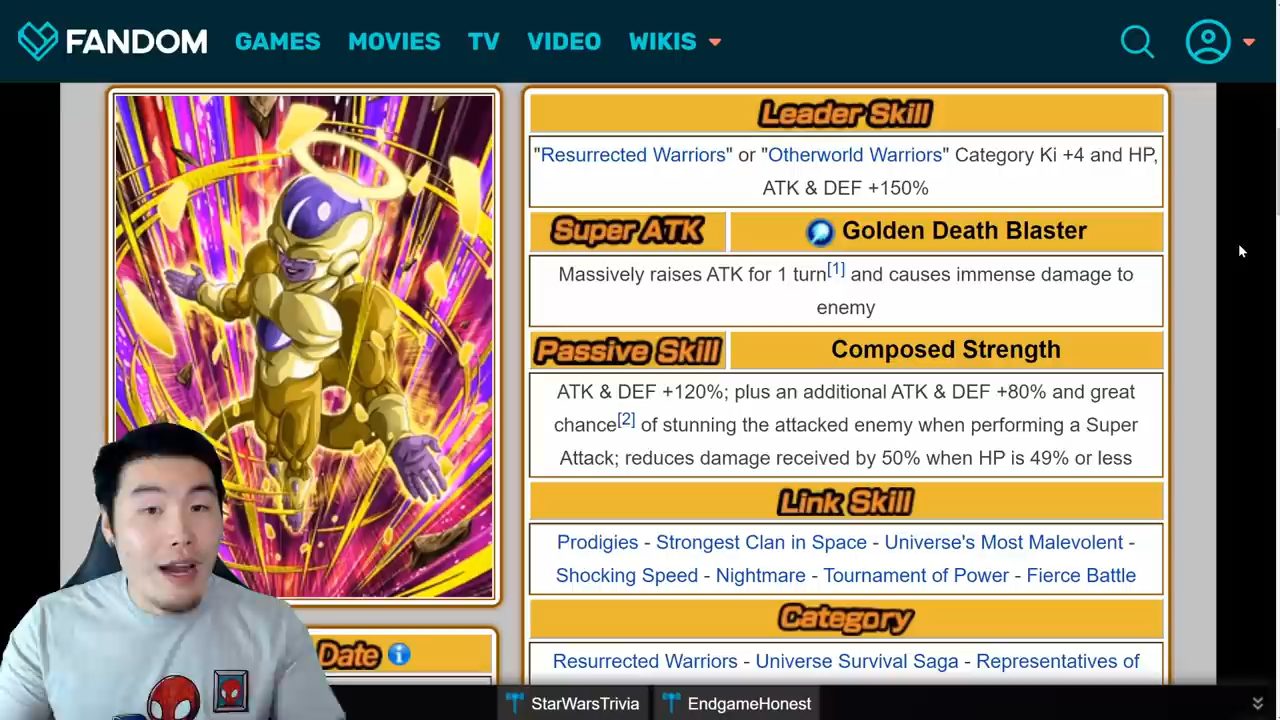 FANDOM GAMES MOVIES TV VIDEO WIKIS
Leader Skill
"Resurrected Warriors" or "Otherworld Warriors" Category Ki +4 and HP,
ATK & DEF +150%
Super ATK Golden Death Blaster
Massively raises ATK for 1 turn[1] and causes immense damage to
enemy
Passive Skill Composed Strength
ATK & DEF +120%; plus an additional ATK & DEF +80% and great
chance[2] of stunning the attacked enemy when performing a Super
Attack; reduces damage received by 50% when HP is 49% or less
Link Skill
Prodigies - Strongest Clan in Space - Universe's Most Malevolent -
Shocking Speed - Nightmare - Tournament of Power - Fierce Battle
Category
Resurrected Warriors - Universe Survival Saga - Representatives of
Date
StarWarsTrivia EndgameHonest